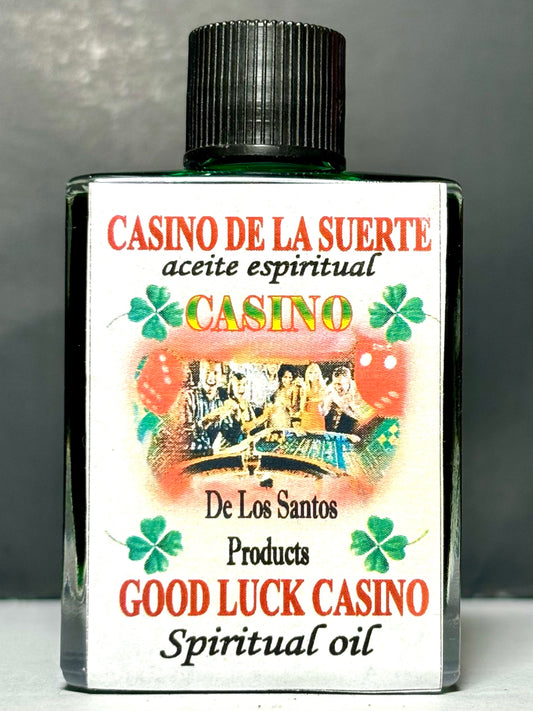 CASINO DE LA SUERTE
aceite espiritual
CASINO
De Los Santos
Products
GOOD LUCK CASINO
Spiritual oil